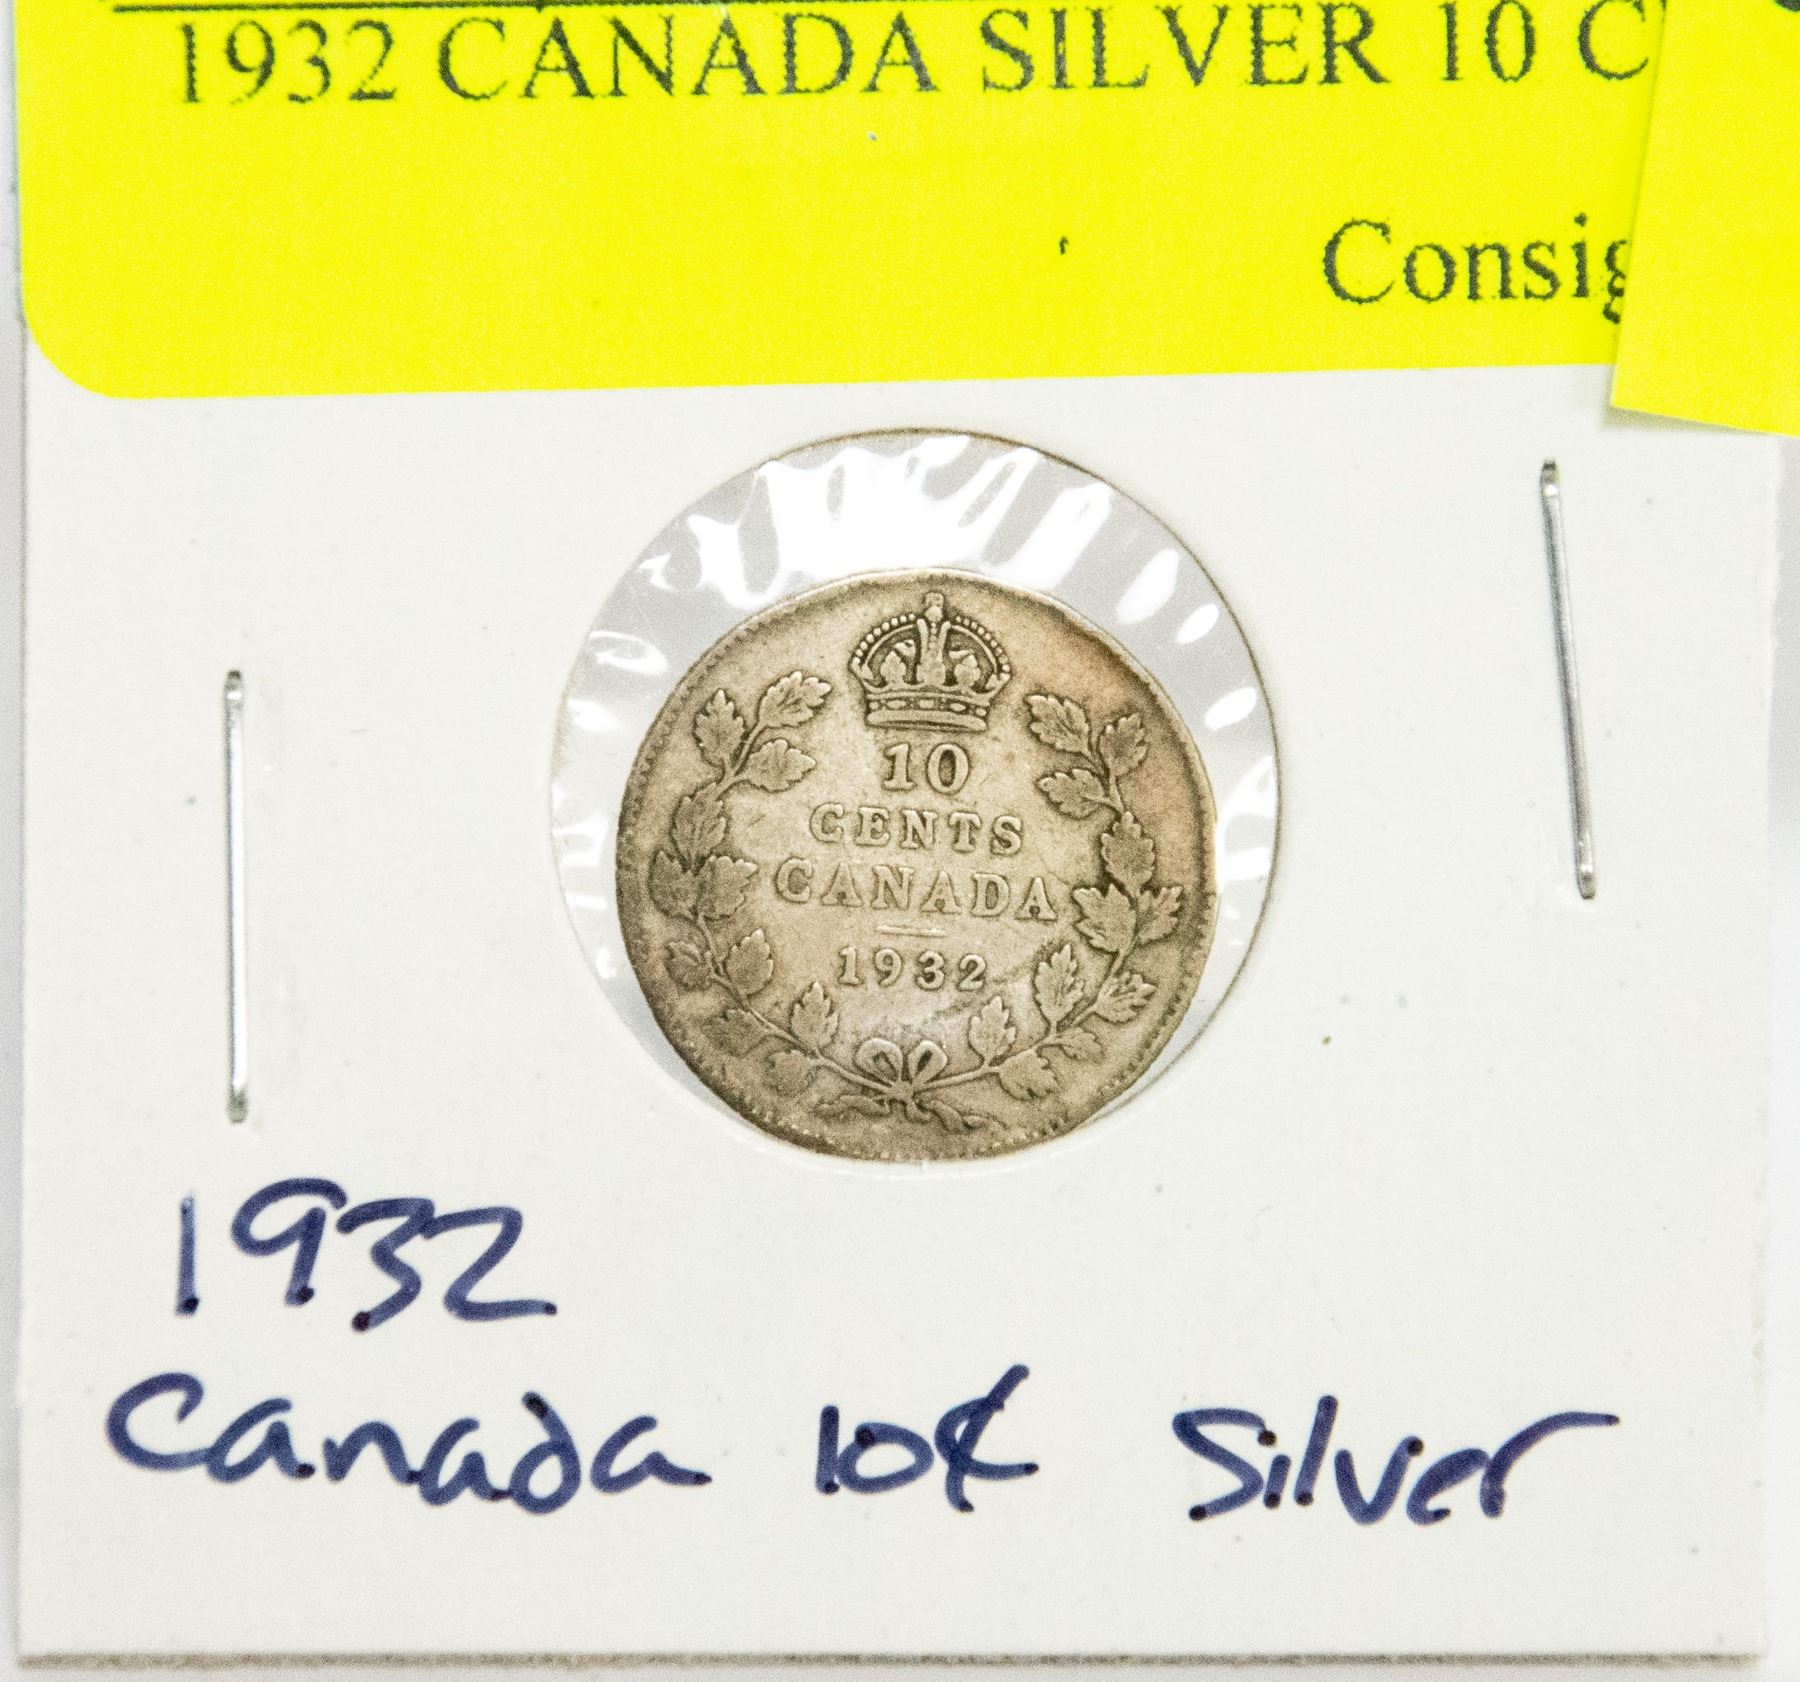 1932 CANADA SILVER 10 C
Consig
10
CENTS
CANADA
1932
1932
Canada 10¢ Silver